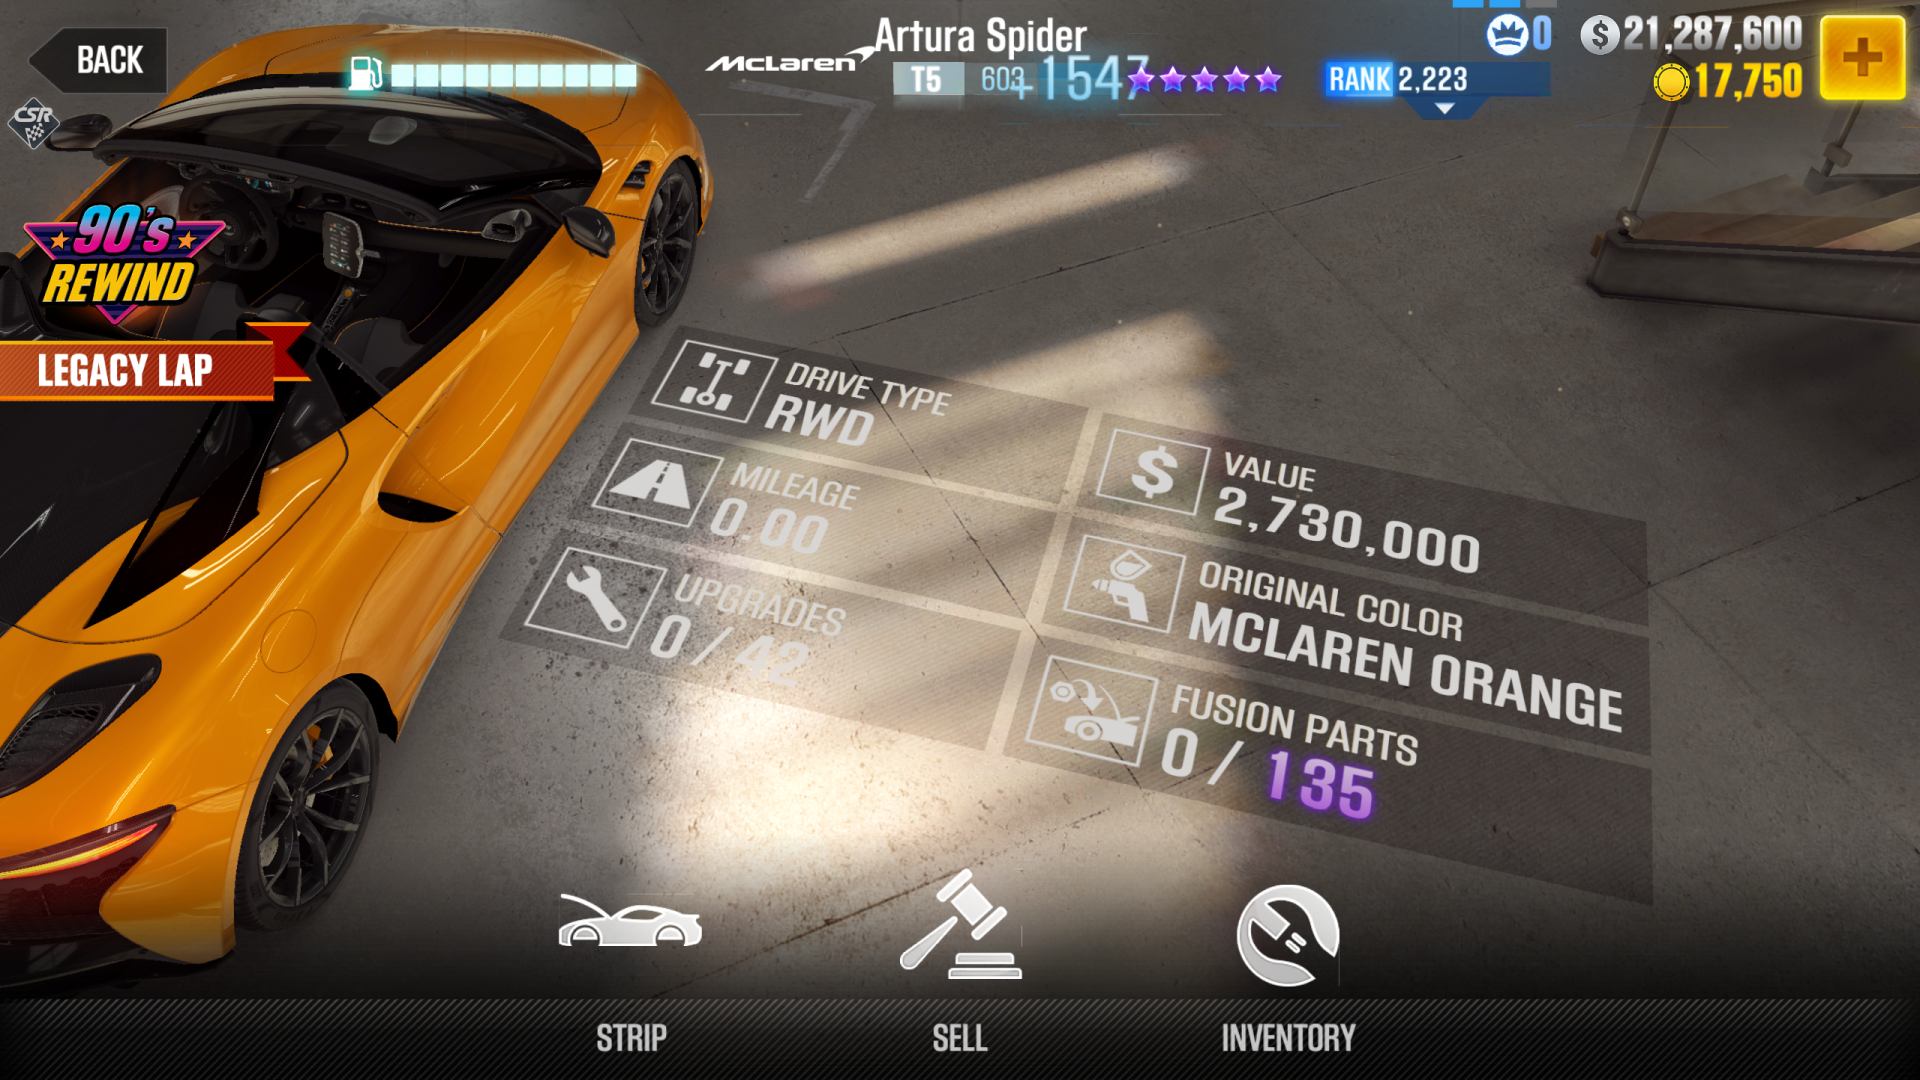 BACK
McLaren
Artura Spider
T5
603
+1547
RANK 2,223
0
$ 21,287,600
17,750
CSR
90's
REWIND
LEGACY LAP
DRIVE TYPE
RWD
MILEAGE
0.00
UPGRADES
0 / 42
$
VALUE
2,730,000
ORIGINAL COLOR
MCLAREN ORANGE
FUSION PARTS
0 / 135
STRIP
SELL
INVENTORY